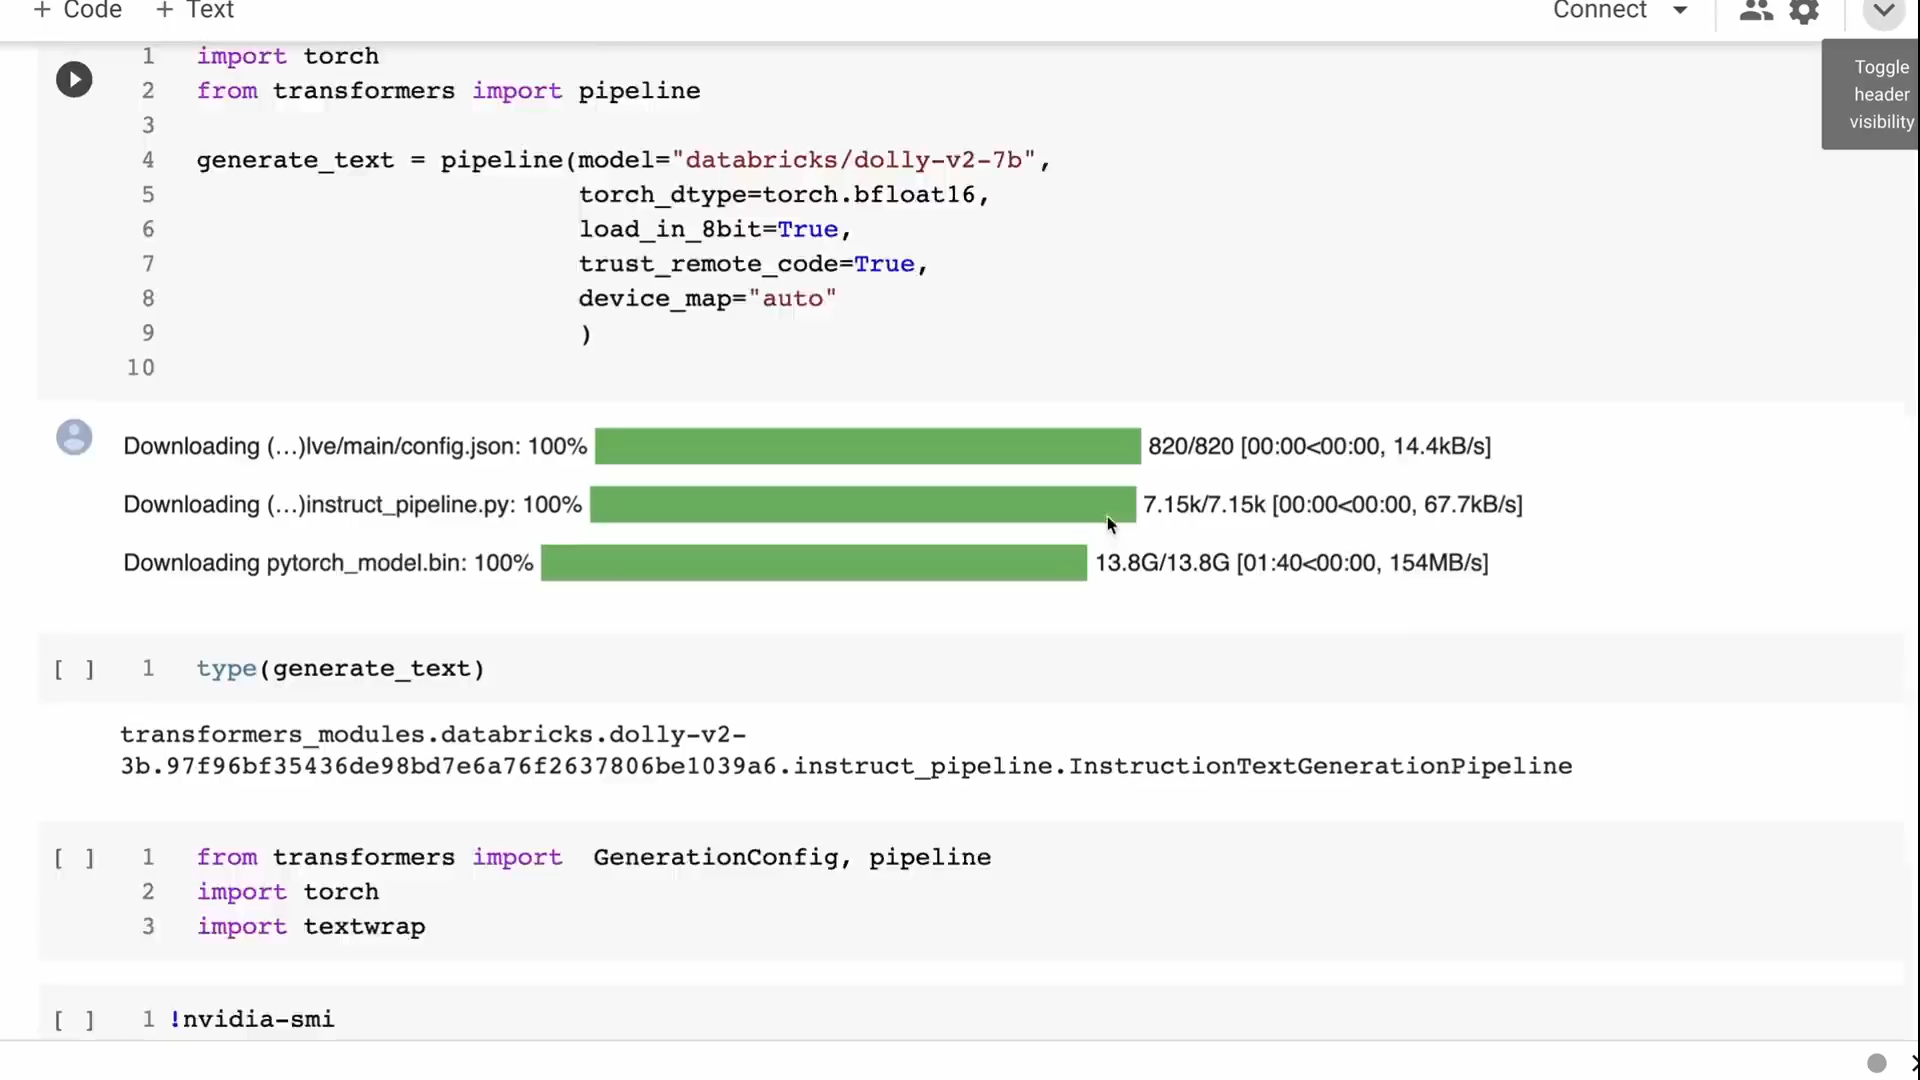 + Code + Text
Connect
Toggle
header
visibility
1 import torch
2 from transformers import pipeline
3
4 generate_text = pipeline(model="databricks/dolly-v2-7b",
5 torch_dtype=torch.bfloat16,
6 load_in_8bit=True,
7 trust_remote_code=True,
8 device_map="auto"
9 )
10
Downloading (…)lve/main/config.json: 100% 820/820 [00:00<00:00, 14.4kB/s]
Downloading (…)instruct_pipeline.py: 100% 7.15k/7.15k [00:00<00:00, 67.7kB/s]
Downloading pytorch_model.bin: 100% 13.8G/13.8G [01:40<00:00, 154MB/s]
[ ] 1 type(generate_text)
transformers_modules.databricks.dolly-v2-
3b.97f96bf35436de98bd7e6a76f2637806be1039a6.instruct_pipeline.InstructionTextGenerationPipeline
[ ] 1 from transformers import  GenerationConfig, pipeline
2 import torch
3 import textwrap
[ ] 1 !nvidia-smi